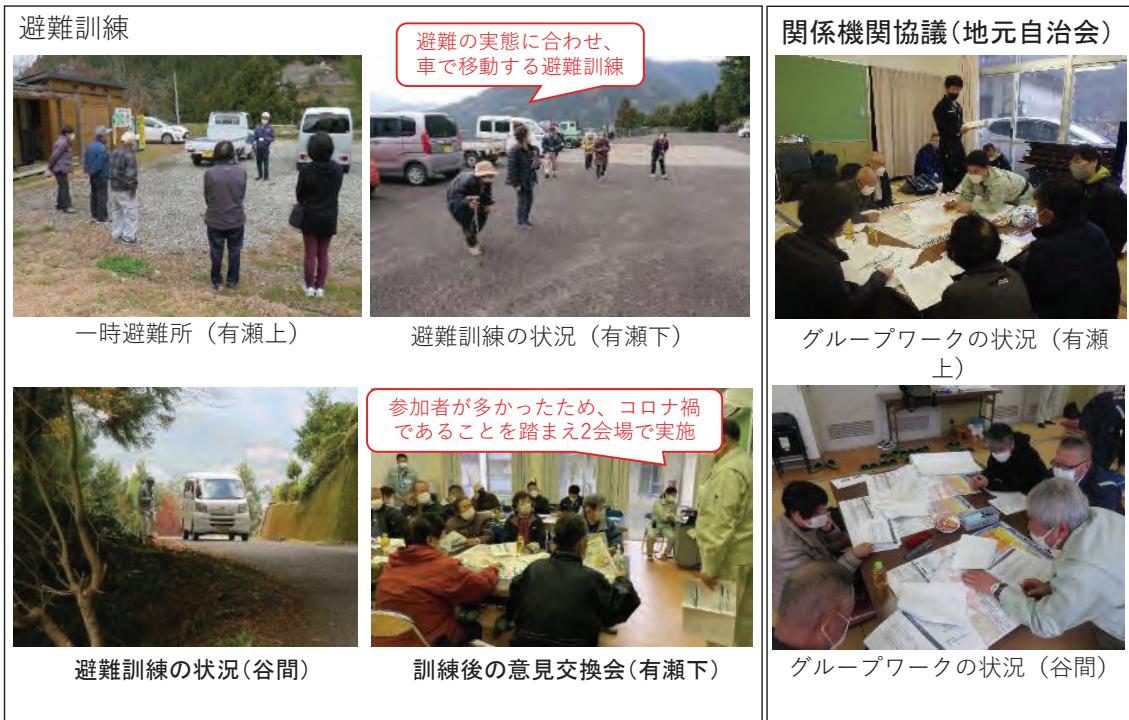 避難訓練
避難の実態に合わせ、
車で移動する避難訓練
一時避難所（有瀬上）
避難訓練の状況（有瀬下）
参加者が多かったため、コロナ禍
であることを踏まえ2会場で実施
避難訓練の状況(谷間)
訓練後の意見交換会(有瀬下)
関係機関協議(地元自治会)
グループワークの状況（有瀬
上）
グループワークの状況（谷間）